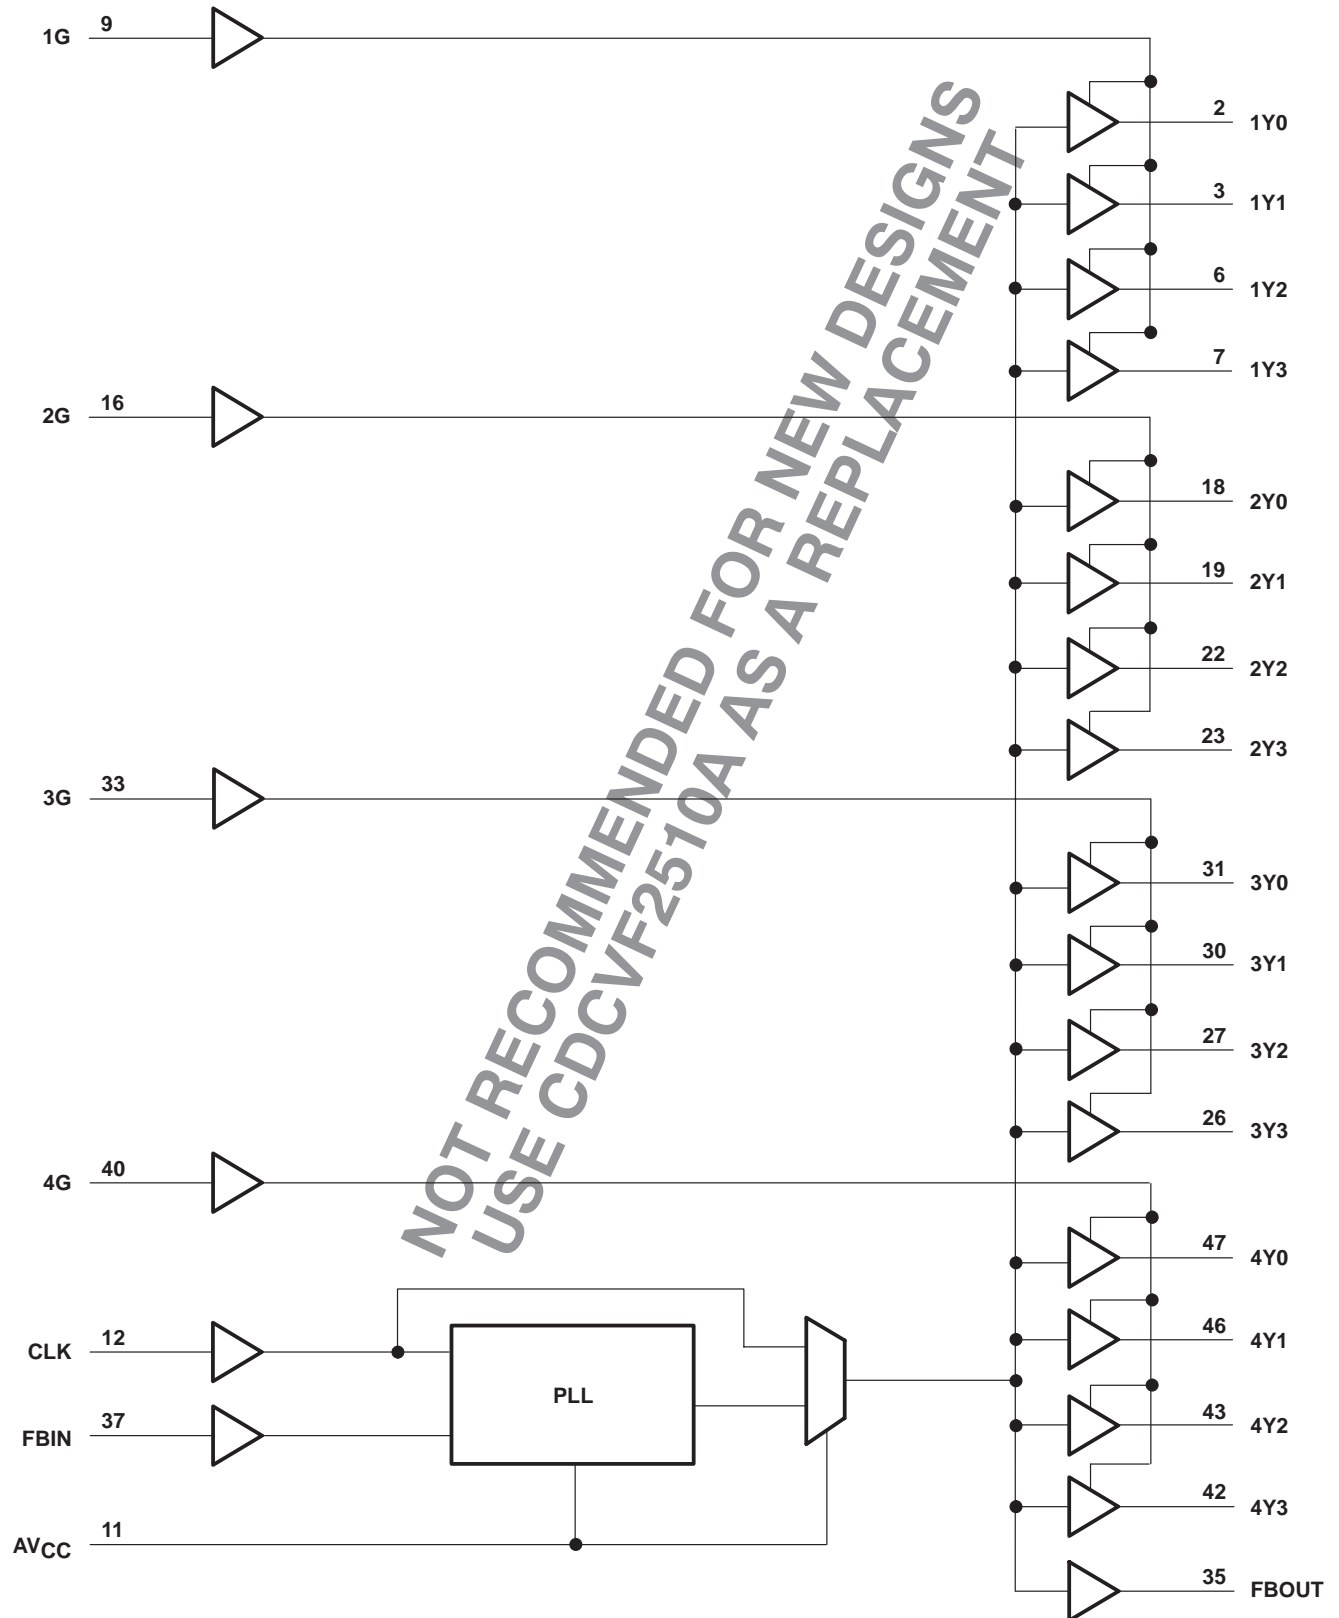 1G 9
2 1Y0
3 1Y1
6 1Y2
7 1Y3
2G 16
18 2Y0
19 2Y1
22 2Y2
23 2Y3
3G 33
31 3Y0
30 3Y1
27 3Y2
26 3Y3
4G 40
47 4Y0
46 4Y1
43 4Y2
42 4Y3
CLK 12
PLL
FBIN 37
AVCC 11
35 FBOUT
NOT RECOMMENDED FOR NEW DESIGNS
USE CDCVF2510A AS A REPLACEMENT